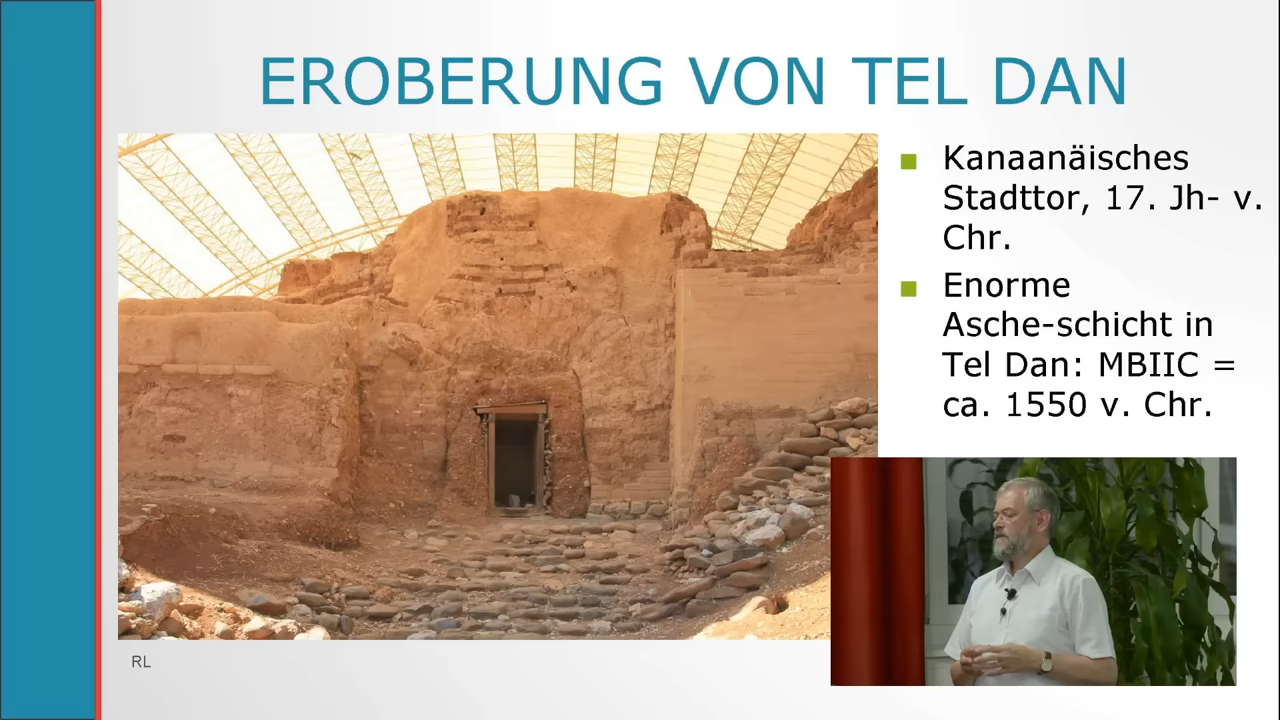 EROBERUNG VON TEL DAN
Kanaanäisches
Stadttor, 17. Jh- v.
Chr.
Enorme
Asche-schicht in
Tel Dan: MBIIC =
ca. 1550 v. Chr.
RL